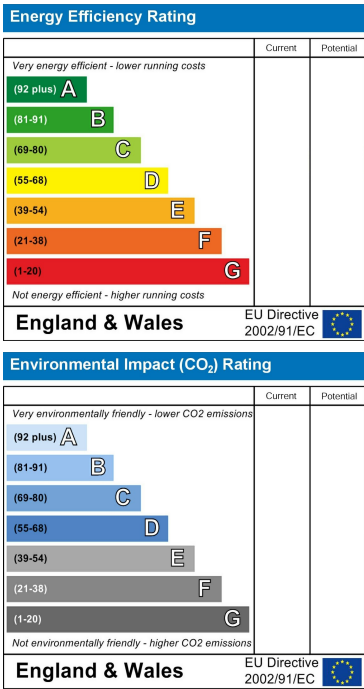 Energy Efficiency Rating
Current Potential
Very energy efficient - lower running costs
(92 plus) A
(81-91) B
(69-80) C
(55-68) D
(39-54) E
(21-38) F
(1-20) G
Not energy efficient - higher running costs
England & Wales
EU Directive
2002/91/EC
Environmental Impact (CO₂) Rating
Current Potential
Very environmentally friendly - lower CO2 emissions
(92 plus) A
(81-91) B
(69-80) C
(55-68) D
(39-54) E
(21-38) F
(1-20) G
Not environmentally friendly - higher CO2 emissions
England & Wales
EU Directive
2002/91/EC